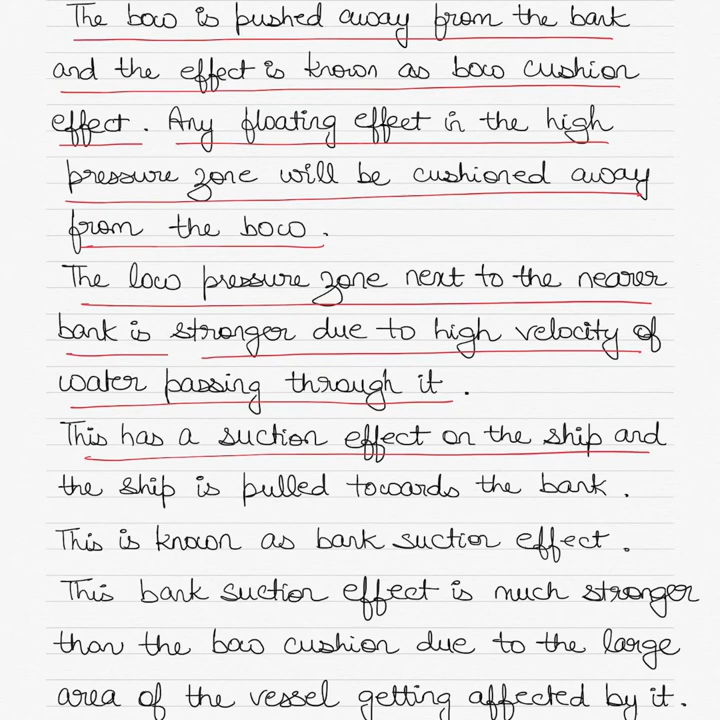 The bow is pushed away from the bank
and the effect is known as bow cushion
effect. Any floating effect in the high
pressure zone will be cushioned away
from the bow.
The low pressure zone next to the nearer
bank is stronger due to high velocity of
water passing through it.
This has a suction effect on the ship and
the ship is pulled towards the bank.
This is known as bank suction effect.
This bank suction effect is much stronger
than the bow cushion due to the large
area of the vessel getting affected by it.